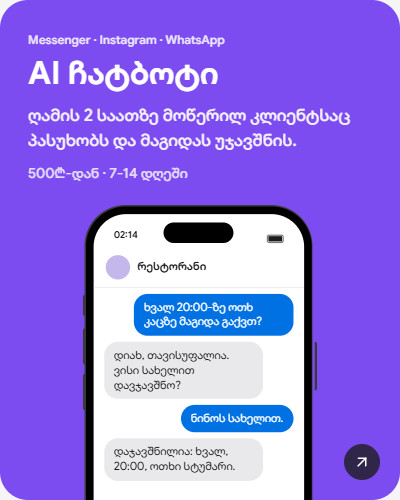 Messenger · Instagram · WhatsApp
AI ჩატბოტი
ღამის 2 საათზე მოწერილ კლიენტსაც
პასუხობს და მაგიდას უჯავშნის.
500₾-დან · 7-14 დღეში
02:14
რესტორანი
ხვალ 20:00-ზე ოთხ
კაცზე მაგიდა გაქვთ?
დიახ, თავისუფალია.
ვისი სახელით
დავჯავშნო?
ნინოს სახელით.
დაჯავშნილია: ხვალ,
20:00, ოთხი სტუმარი.